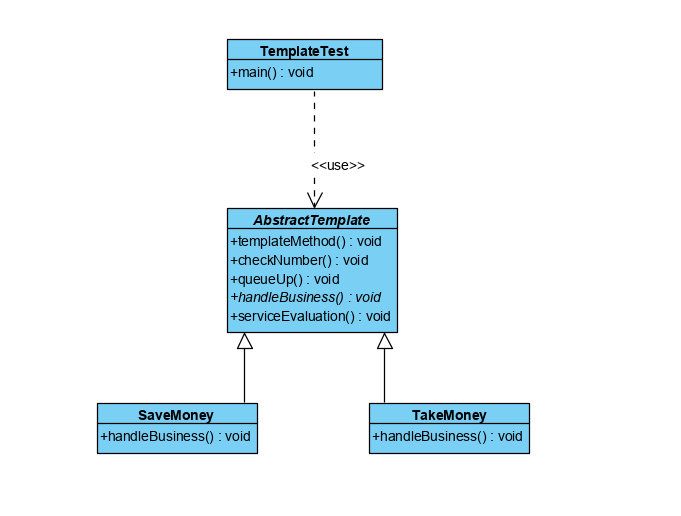 TemplateTest
+main() : void
<<use>>
AbstractTemplate
+templateMethod() : void
+checkNumber() : void
+queueUp() : void
+handleBusiness() : void
+serviceEvaluation() : void
SaveMoney
+handleBusiness() : void
TakeMoney
+handleBusiness() : void